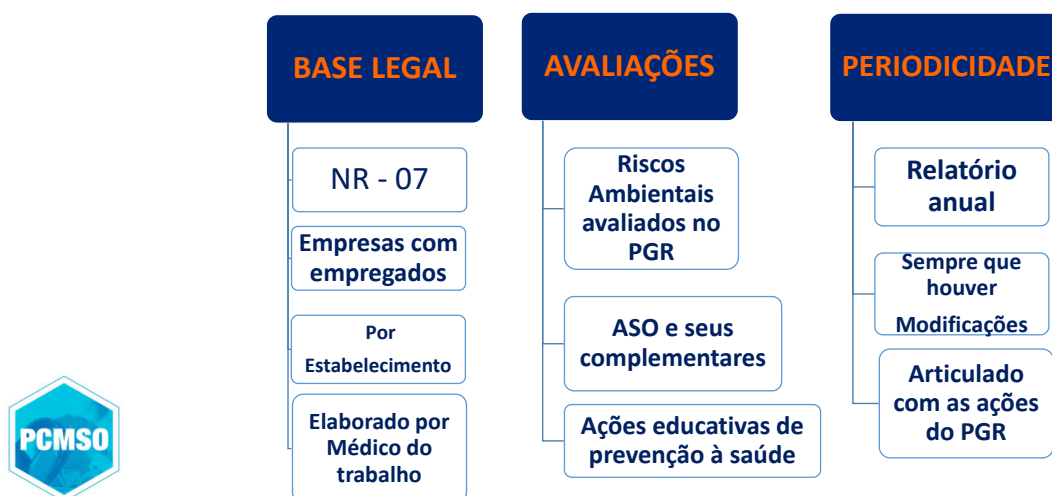 BASE LEGAL
NR - 07
Empresas com
empregados
Por
Estabelecimento
Elaborado por
Médico do
trabalho
AVALIAÇÕES
Riscos
Ambientais
avaliados no
PGR
ASO e seus
complementares
Ações educativas de
prevenção à saúde
PERIODICIDADE
Relatório
anual
Sempre que
houver
Modificações
Articulado
com as ações
do PGR
PCMSO